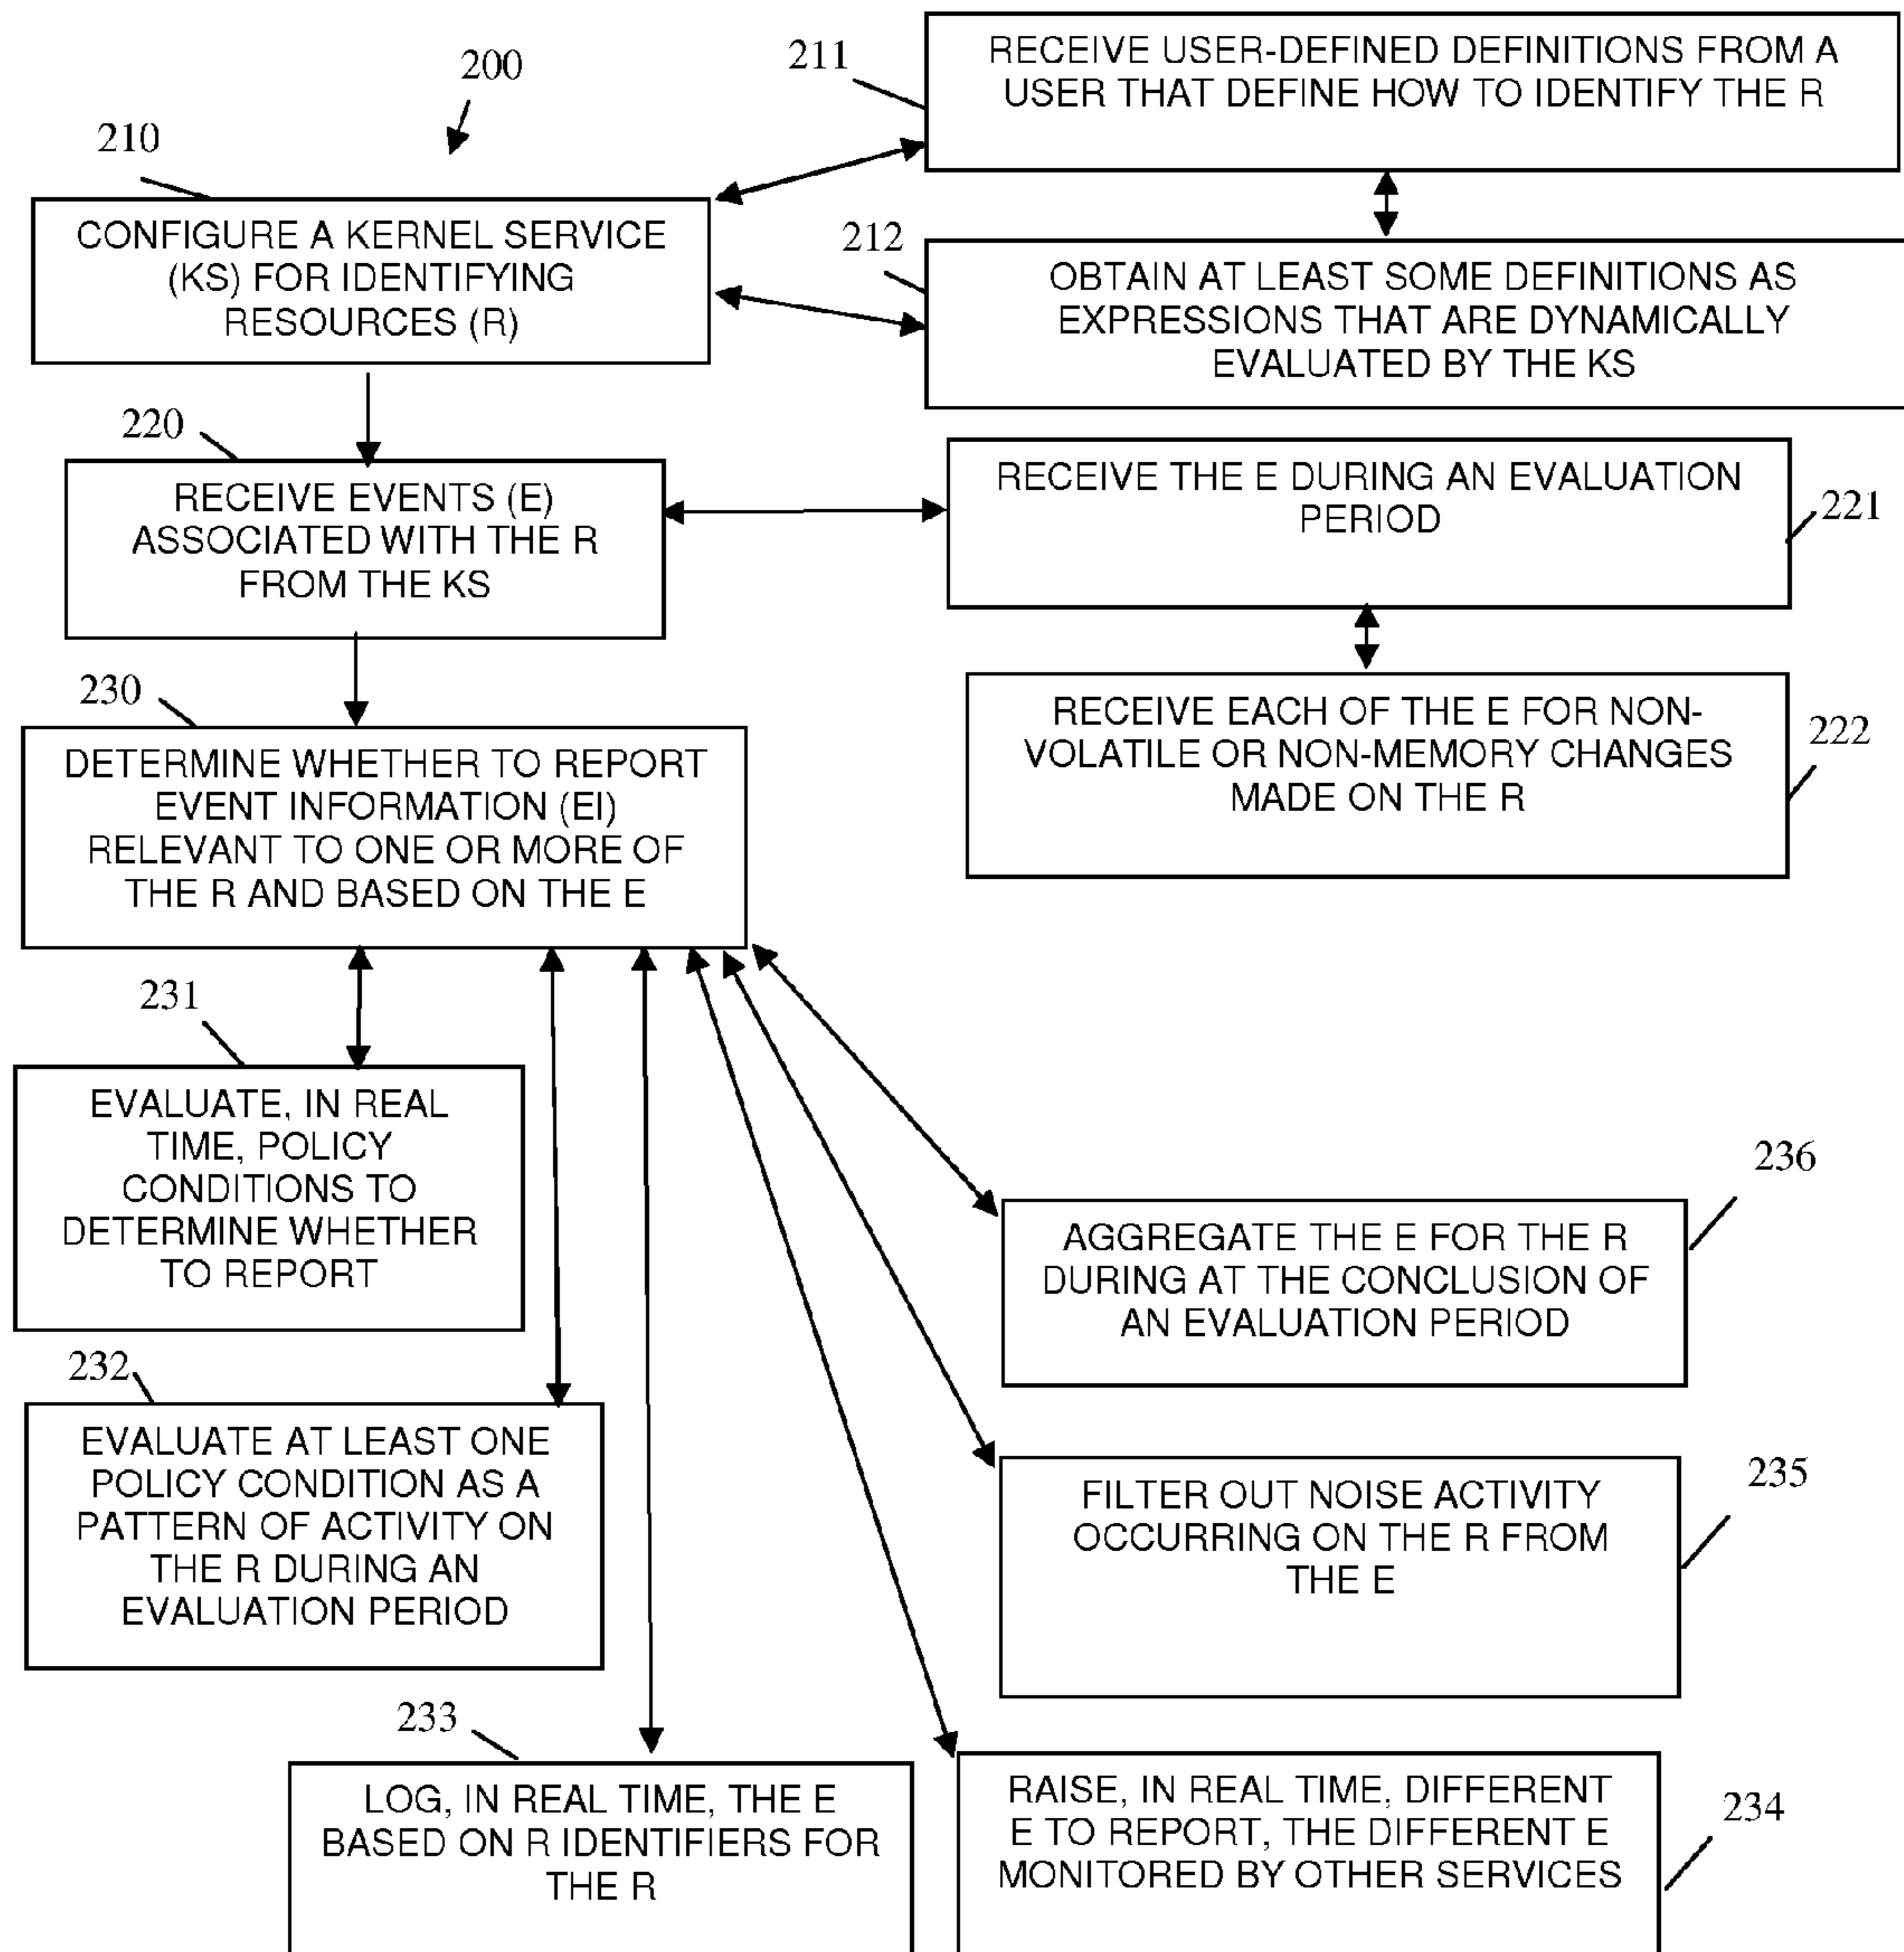 200
211
RECEIVE USER-DEFINED DEFINITIONS FROM A
USER THAT DEFINE HOW TO IDENTIFY THE R
210
CONFIGURE A KERNEL SERVICE
(KS) FOR IDENTIFYING
RESOURCES (R)
212
OBTAIN AT LEAST SOME DEFINITIONS AS
EXPRESSIONS THAT ARE DYNAMICALLY
EVALUATED BY THE KS
220
RECEIVE EVENTS (E)
ASSOCIATED WITH THE R
FROM THE KS
RECEIVE THE E DURING AN EVALUATION
PERIOD
221
230
DETERMINE WHETHER TO REPORT
EVENT INFORMATION (EI)
RELEVANT TO ONE OR MORE OF
THE R AND BASED ON THE E
RECEIVE EACH OF THE E FOR NON-
VOLATILE OR NON-MEMORY CHANGES
MADE ON THE R
222
231
EVALUATE, IN REAL
TIME, POLICY
CONDITIONS TO
DETERMINE WHETHER
TO REPORT
236
AGGREGATE THE E FOR THE R
DURING AT THE CONCLUSION OF
AN EVALUATION PERIOD
232
EVALUATE AT LEAST ONE
POLICY CONDITION AS A
PATTERN OF ACTIVITY ON
THE R DURING AN
EVALUATION PERIOD
235
FILTER OUT NOISE ACTIVITY
OCCURRING ON THE R FROM
THE E
233
LOG, IN REAL TIME, THE E
BASED ON R IDENTIFIERS FOR
THE R
RAISE, IN REAL TIME, DIFFERENT
E TO REPORT, THE DIFFERENT E
MONITORED BY OTHER SERVICES
234